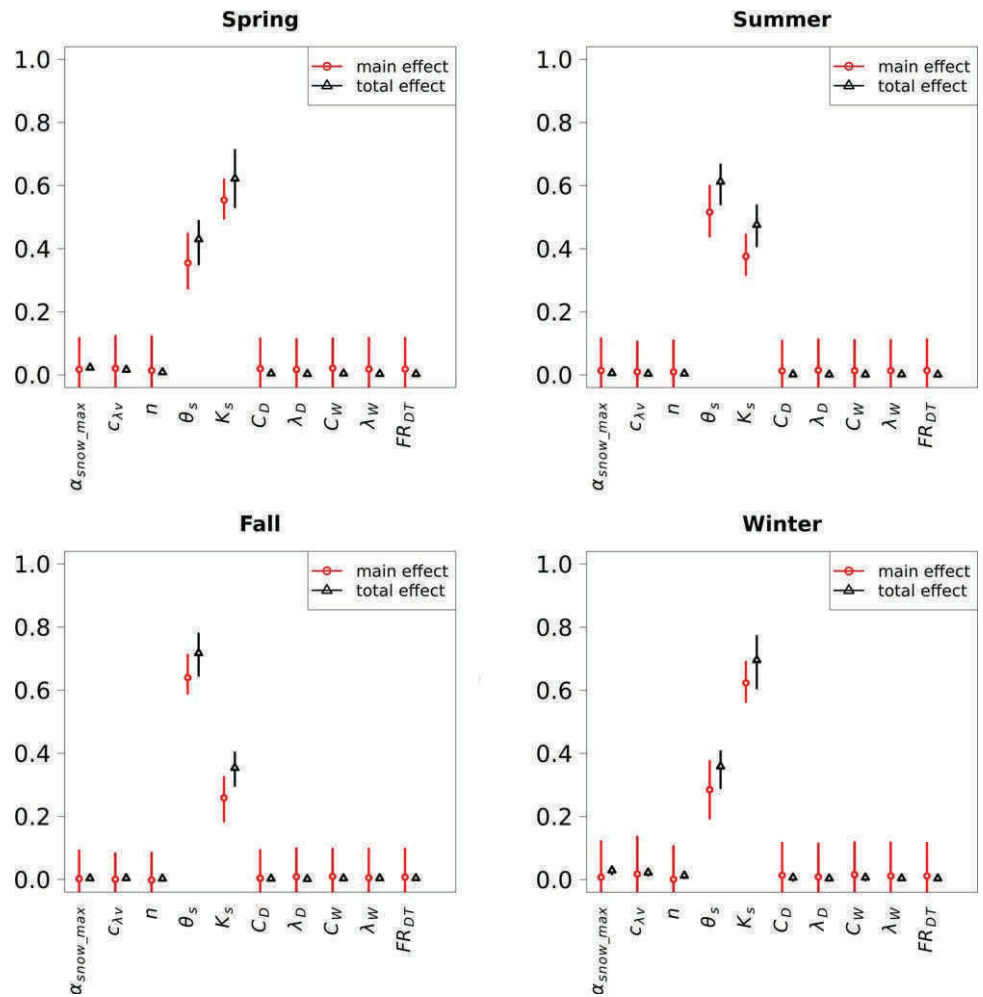 Spring
main effect
total effect
1.0
0.8
0.6
0.4
0.2
0.0
α_snow_max
c_λv
n
θ_s
K_s
C_D
λ_D
C_W
λ_W
FR_DT
Summer
main effect
total effect
1.0
0.8
0.6
0.4
0.2
0.0
α_snow_max
c_λv
n
θ_s
K_s
C_D
λ_D
C_W
λ_W
FR_DT
Fall
main effect
total effect
1.0
0.8
0.6
0.4
0.2
0.0
α_snow_max
c_λv
n
θ_s
K_s
C_D
λ_D
C_W
λ_W
FR_DT
Winter
main effect
total effect
1.0
0.8
0.6
0.4
0.2
0.0
α_snow_max
c_λv
n
θ_s
K_s
C_D
λ_D
C_W
λ_W
FR_DT